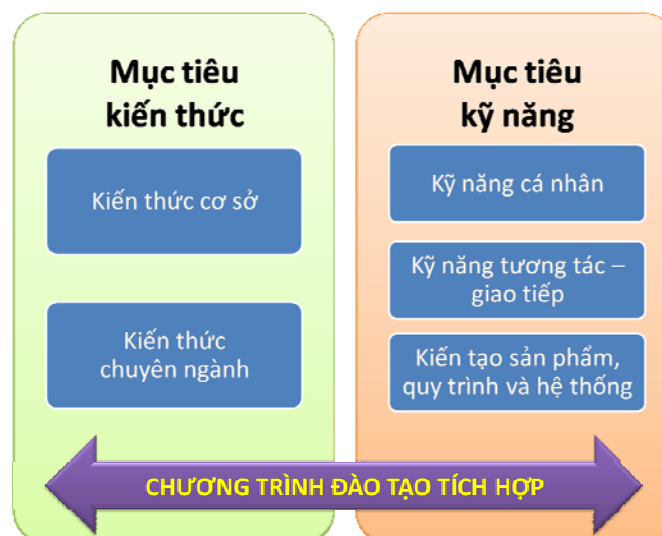 Mục tiêu
kiến thức
Kiến thức cơ sở
Kiến thức
chuyên ngành
Mục tiêu
kỹ năng
Kỹ năng cá nhân
Kỹ năng tương tác –
giao tiếp
Kiến tạo sản phẩm,
quy trình và hệ thống
CHƯƠNG TRÌNH ĐÀO TẠO TÍCH HỢP